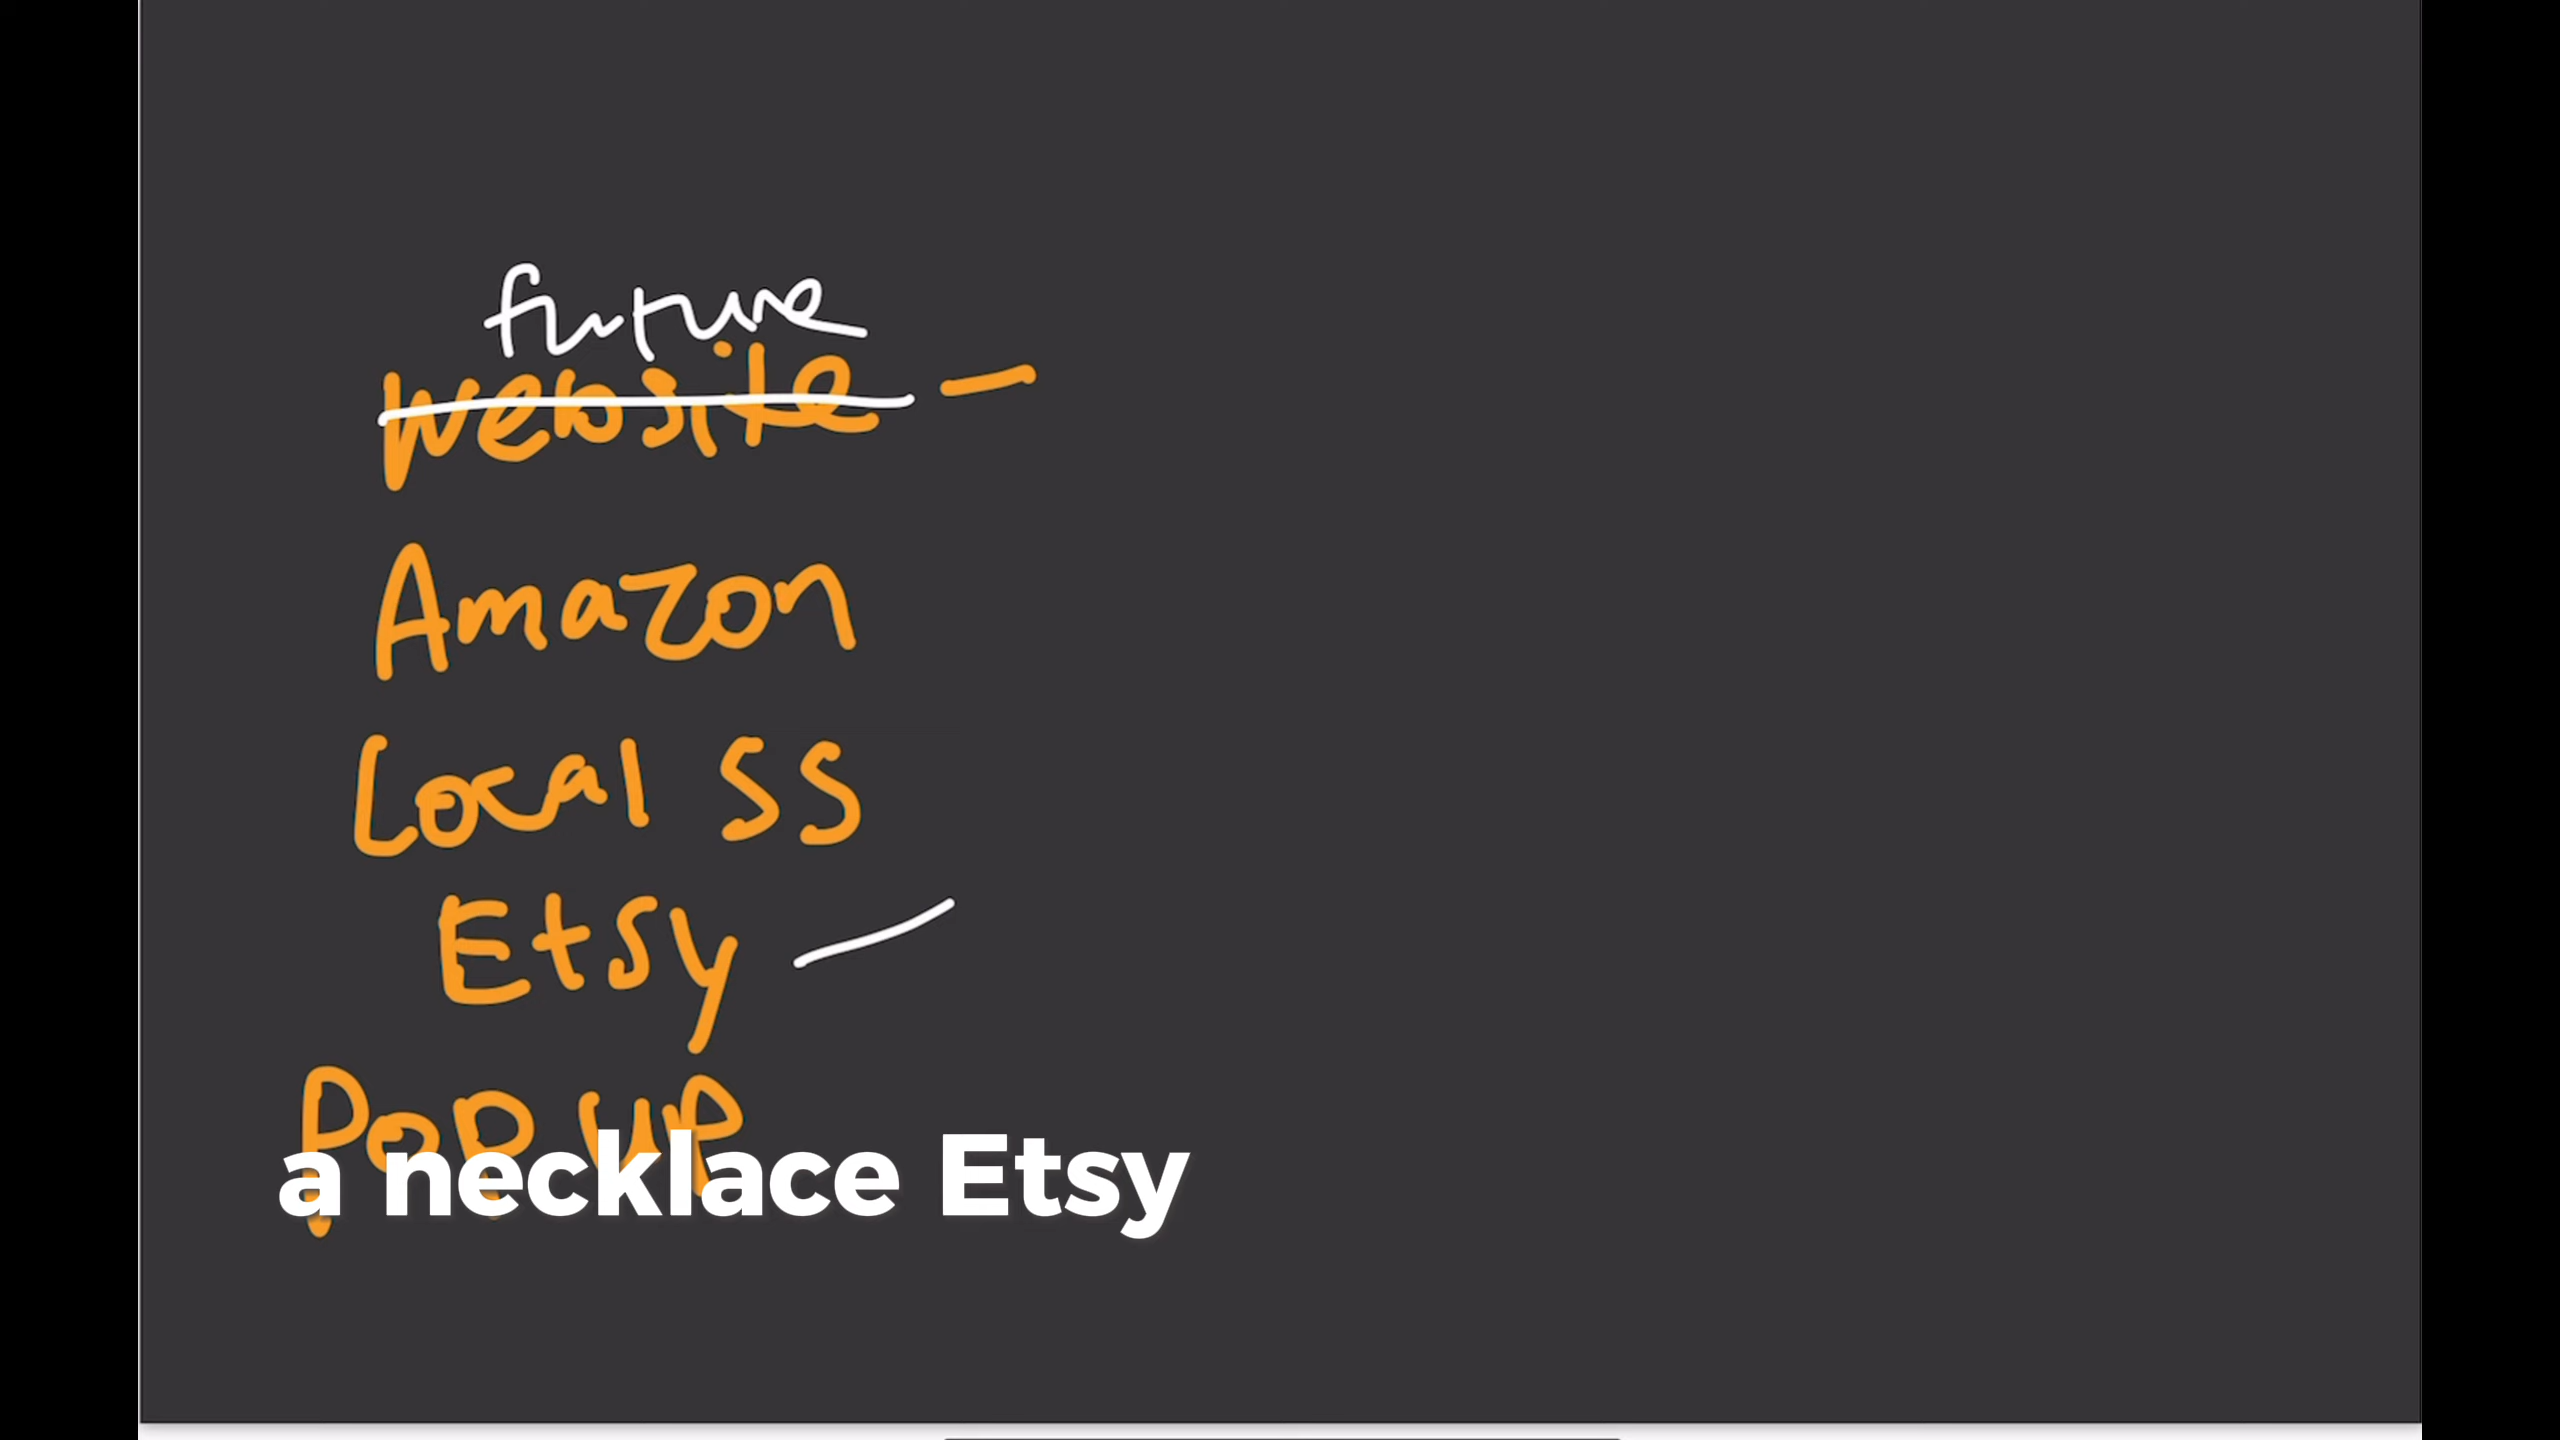 future
website -
Amazon
Local SS
Etsy
Pop up
a necklace Etsy